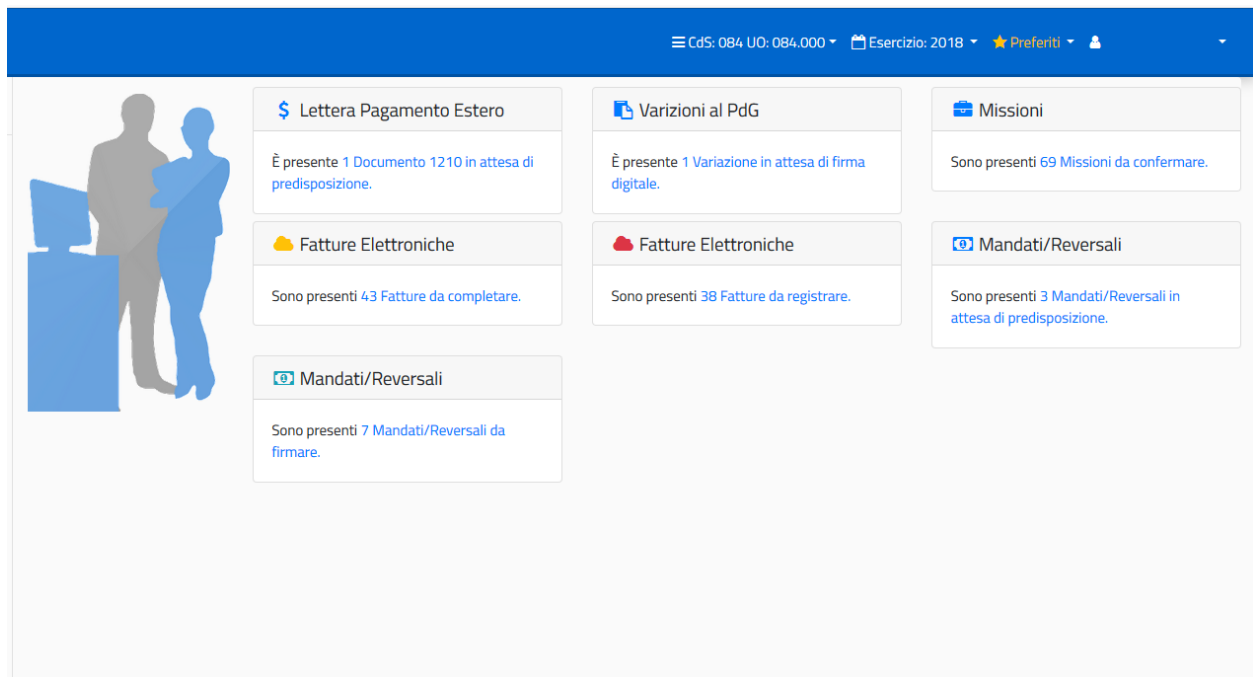 CdS: 084 UO: 084.000 Esercizio: 2018 Preferiti
Lettera Pagamento Estero
È presente 1 Documento 1210 in attesa di
predisposizione.
Varizioni al PdG
È presente 1 Variazione in attesa di firma
digitale.
Missioni
Sono presenti 69 Missioni da confermare.
Fatture Elettroniche
Sono presenti 43 Fatture da completare.
Fatture Elettroniche
Sono presenti 38 Fatture da registrare.
Mandati/Reversali
Sono presenti 3 Mandati/Reversali in
attesa di predisposizione.
Mandati/Reversali
Sono presenti 7 Mandati/Reversali da
firmare.